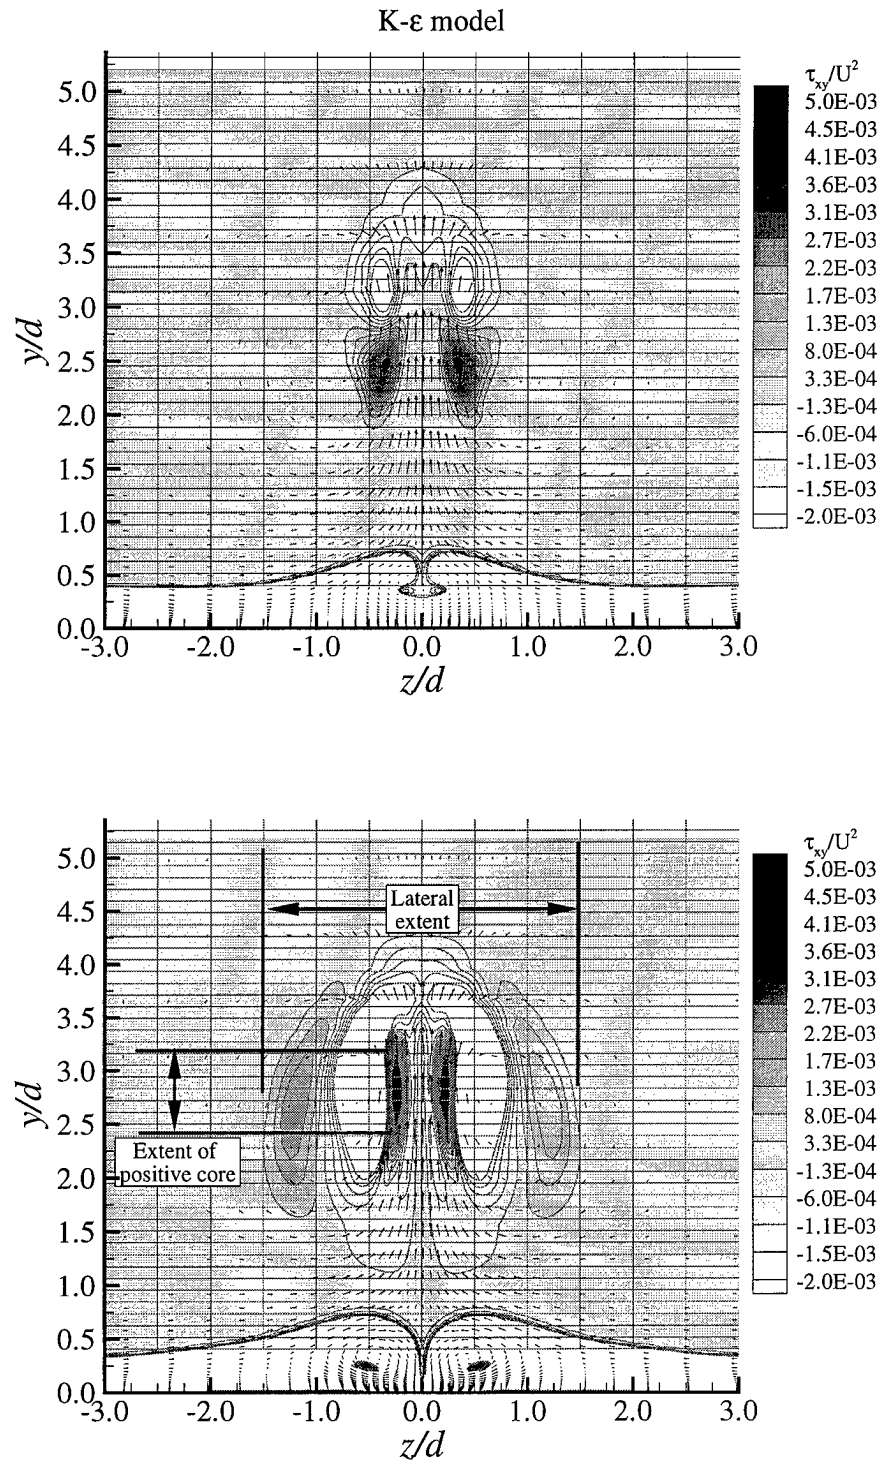 K-ε model
τxy/U²
5.0E-03
4.5E-03
4.1E-03
3.6E-03
3.1E-03
2.7E-03
2.2E-03
1.7E-03
1.3E-03
8.0E-04
3.3E-04
-1.3E-04
-6.0E-04
-1.1E-03
-1.5E-03
-2.0E-03
y/d
5.0
4.5
4.0
3.5
3.0
2.5
2.0
1.5
1.0
0.5
0.0
-3.0 -2.0 -1.0 0.0 1.0 2.0 3.0
z/d
τxy/U²
5.0E-03
4.5E-03
4.1E-03
3.6E-03
3.1E-03
2.7E-03
2.2E-03
1.7E-03
1.3E-03
8.0E-04
3.3E-04
-1.3E-04
-6.0E-04
-1.1E-03
-1.5E-03
-2.0E-03
y/d
5.0
4.5
4.0
3.5
3.0
2.5
2.0
1.5
1.0
0.5
0.0
Lateral
extent
Extent of
positive core
-3.0 -2.0 -1.0 0.0 1.0 2.0 3.0
z/d